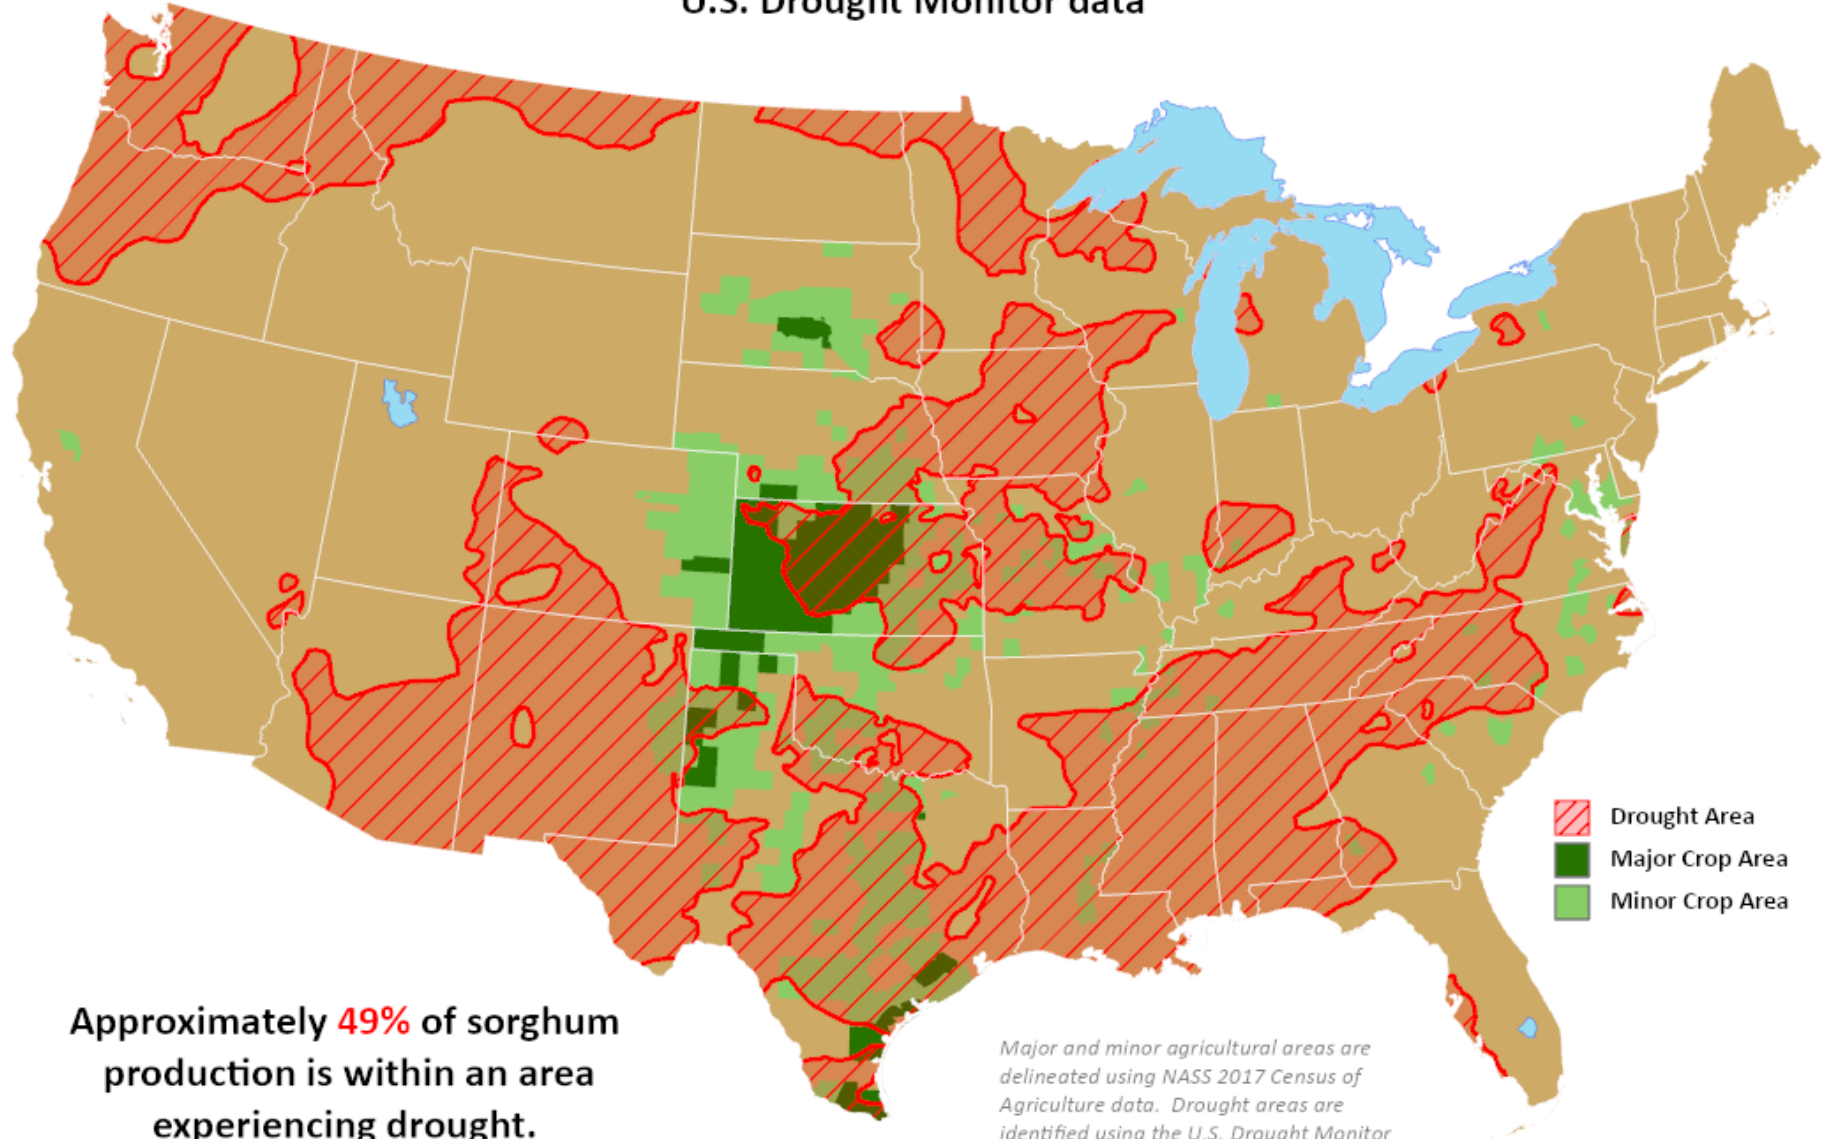 U.S. Drought Monitor data
Drought Area
Major Crop Area
Minor Crop Area
Approximately 49% of sorghum
production is within an area
experiencing drought.
Major and minor agricultural areas are
delineated using NASS 2017 Census of
Agriculture data.  Drought areas are
identified using the U.S. Drought Monitor